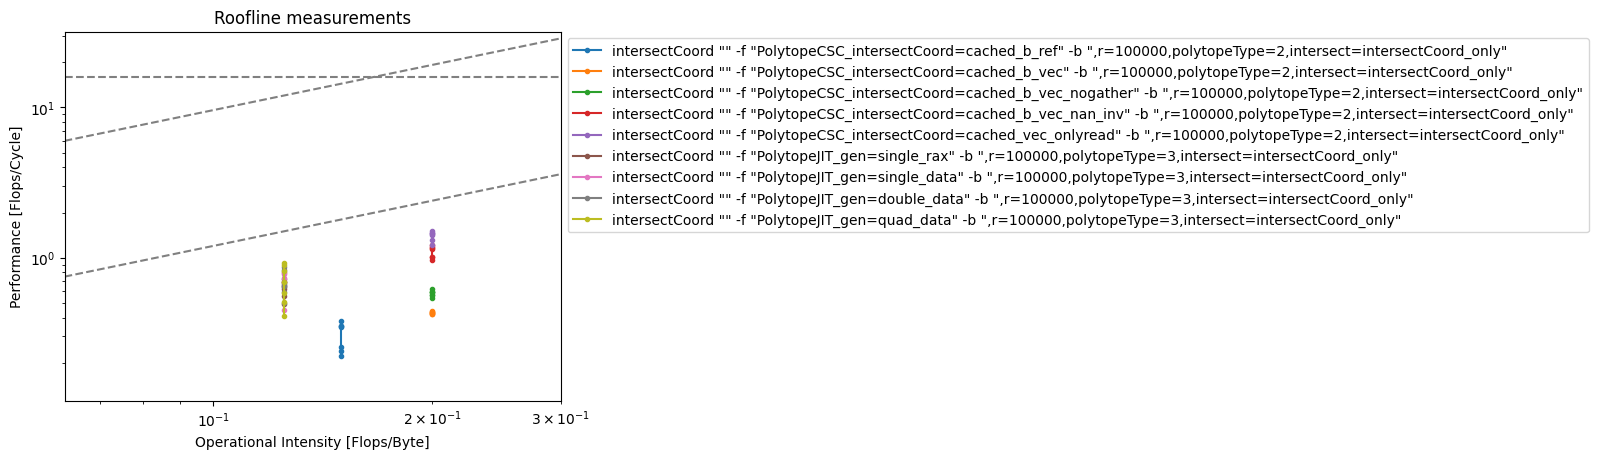 Roofline measurements
Performance [Flops/Cycle]
10^1
10^0
10^-1
2 × 10^-1
3 × 10^-1
Operational Intensity [Flops/Byte]
intersectCoord "" -f "PolytopeCSC_intersectCoord=cached_b_ref" -b ",r=100000,polytopeType=2,intersect=intersectCoord_only"
intersectCoord "" -f "PolytopeCSC_intersectCoord=cached_b_vec" -b ",r=100000,polytopeType=2,intersect=intersectCoord_only"
intersectCoord "" -f "PolytopeCSC_intersectCoord=cached_b_vec_nogather" -b ",r=100000,polytopeType=2,intersect=intersectCoord_only"
intersectCoord "" -f "PolytopeCSC_intersectCoord=cached_b_vec_nan_inv" -b ",r=100000,polytopeType=2,intersect=intersectCoord_only"
intersectCoord "" -f "PolytopeCSC_intersectCoord=cached_vec_onlyread" -b ",r=100000,polytopeType=2,intersect=intersectCoord_only"
intersectCoord "" -f "PolytopeJIT_gen=single_rax" -b ",r=100000,polytopeType=3,intersect=intersectCoord_only"
intersectCoord "" -f "PolytopeJIT_gen=single_data" -b ",r=100000,polytopeType=3,intersect=intersectCoord_only"
intersectCoord "" -f "PolytopeJIT_gen=double_data" -b ",r=100000,polytopeType=3,intersect=intersectCoord_only"
intersectCoord "" -f "PolytopeJIT_gen=quad_data" -b ",r=100000,polytopeType=3,intersect=intersectCoord_only"